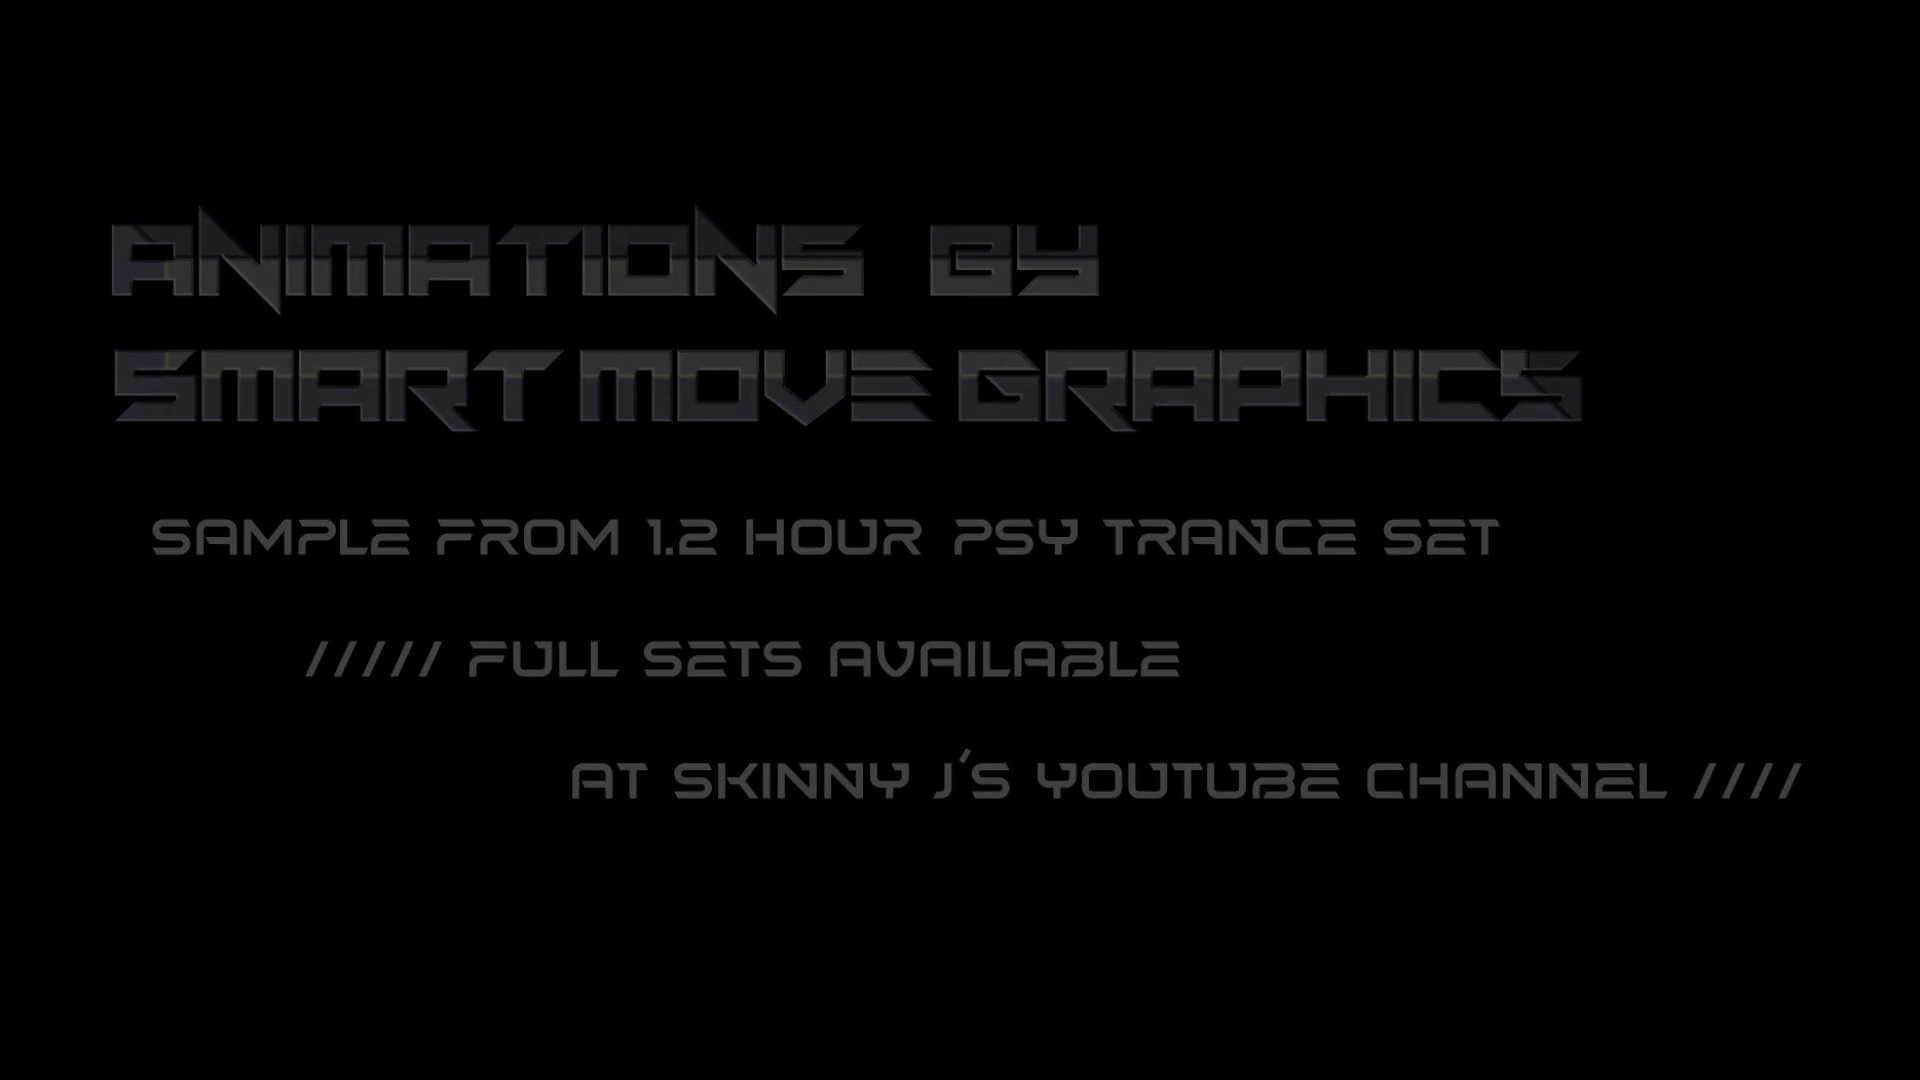 ANIMATIONS BY
SMART MOVE GRAPHICS
SAMPLE FROM 1.2 HOUR PSY TRANCE SET
///// FULL SETS AVAILABLE
AT SKINNY J'S YOUTUBE CHANNEL ////